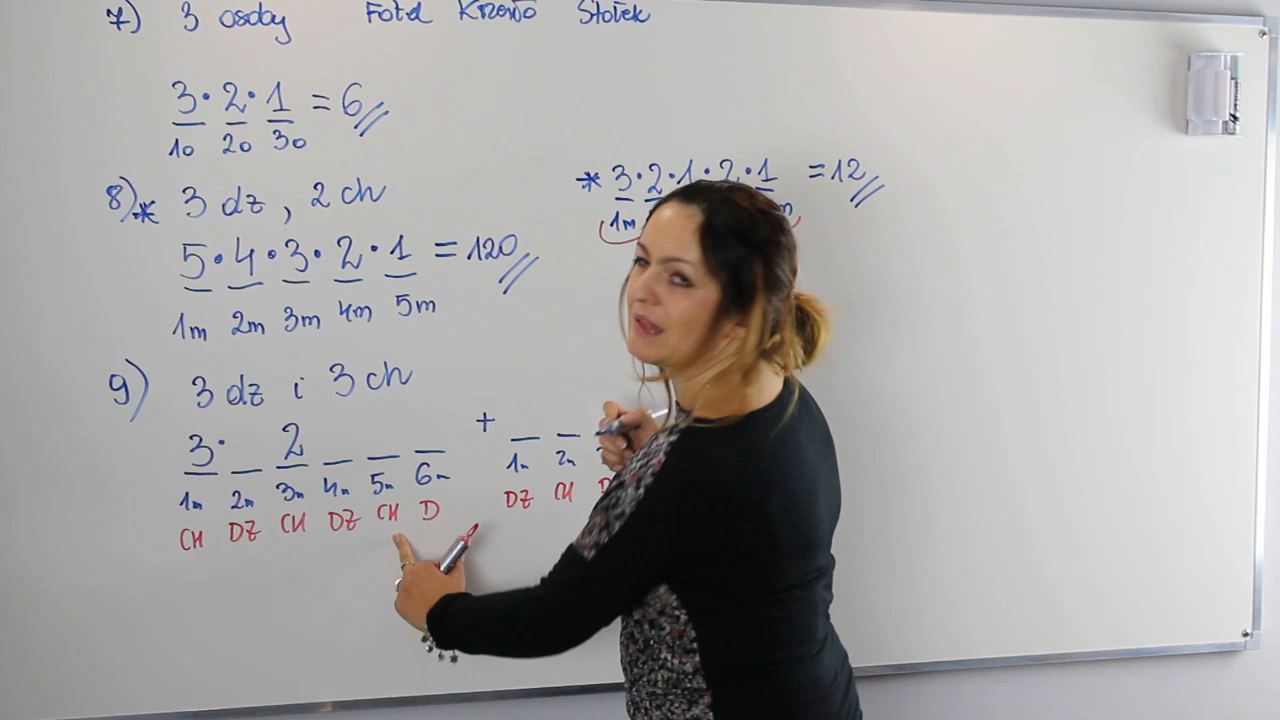 7) 3 osoby Fotel Krzesło Stołek
3 · 2 · 1 = 6
1o 2o 3o
8)* 3 dz, 2 ch
5 · 4 · 3 · 2 · 1 = 120
1m 2m 3m 4m 5m
* 3 · 2 · 1 · 2 · 1 = 12
1m
9) 3 dz i 3 ch
3 · _ 2 _ _ _ + _ _
1m 2m 3m 4m 5m 6m 1m 2m
CH DZ CH DZ CH D DZ CH